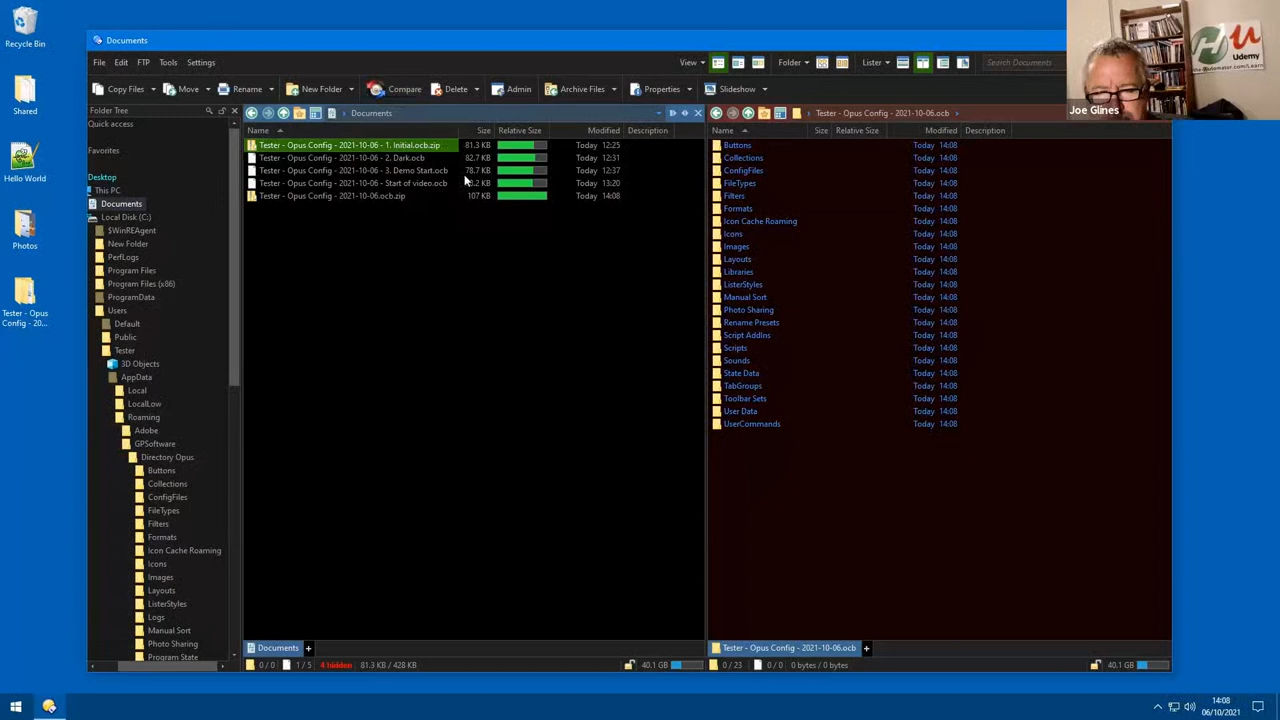 Recycle Bin
Shared
Hello World
Photos
Tester - Opus
Config - 20...
Documents
File Edit FTP Tools Settings
View Folder Lister Search Documents
Copy Files Move Rename New Folder Compare Delete Admin Archive Files Properties Slideshow
Folder Tree
Quick access
Favorites
Desktop
This PC
Documents
Local Disk (C:)
$WinREAgent
New Folder
PerfLogs
Program Files
Program Files (x86)
ProgramData
Users
Default
Public
Tester
3D Objects
AppData
Local
LocalLow
Roaming
Adobe
GPSoftware
Directory Opus
Buttons
Collections
ConfigFiles
FileTypes
Filters
Formats
Icon Cache Roaming
Icons
Images
Layouts
ListerStyles
Logs
Manual Sort
Photo Sharing
Program State
Documents
Name Size Relative Size Modified Description
Tester - Opus Config - 2021-10-06 - 1. Initial.ocb.zip 81.3 KB Today 12:25
Tester - Opus Config - 2021-10-06 - 2. Dark.ocb 82.7 KB Today 12:31
Tester - Opus Config - 2021-10-06 - 3. Demo Start.ocb 78.7 KB Today 12:37
Tester - Opus Config - 2021-10-06 - Start of video.ocb KB Today 13:20
Tester - Opus Config - 2021-10-06.ocb.zip 107 KB Today 14:08
Documents +
0 / 0 1 / 5 4 hidden 81.3 KB / 428 KB 40.1 GB
Tester - Opus Config - 2021-10-06.ocb
Name Size Relative Size Modified Description
Buttons Today 14:08
Collections Today 14:08
ConfigFiles Today 14:08
FileTypes Today 14:08
Filters Today 14:08
Formats Today 14:08
Icon Cache Roaming Today 14:08
Icons Today 14:08
Images Today 14:08
Layouts Today 14:08
Libraries Today 14:08
ListerStyles Today 14:08
Manual Sort Today 14:08
Photo Sharing Today 14:08
Rename Presets Today 14:08
Script AddIns Today 14:08
Scripts Today 14:08
Sounds Today 14:08
State Data Today 14:08
TabGroups Today 14:08
Toolbar Sets Today 14:08
User Data Today 14:08
UserCommands Today 14:08
Tester - Opus Config - 2021-10-06.ocb +
0 / 23 0 / 0 0 bytes / 0 bytes 40.1 GB
Udemy
Joe Glines
14:08
06/10/2021